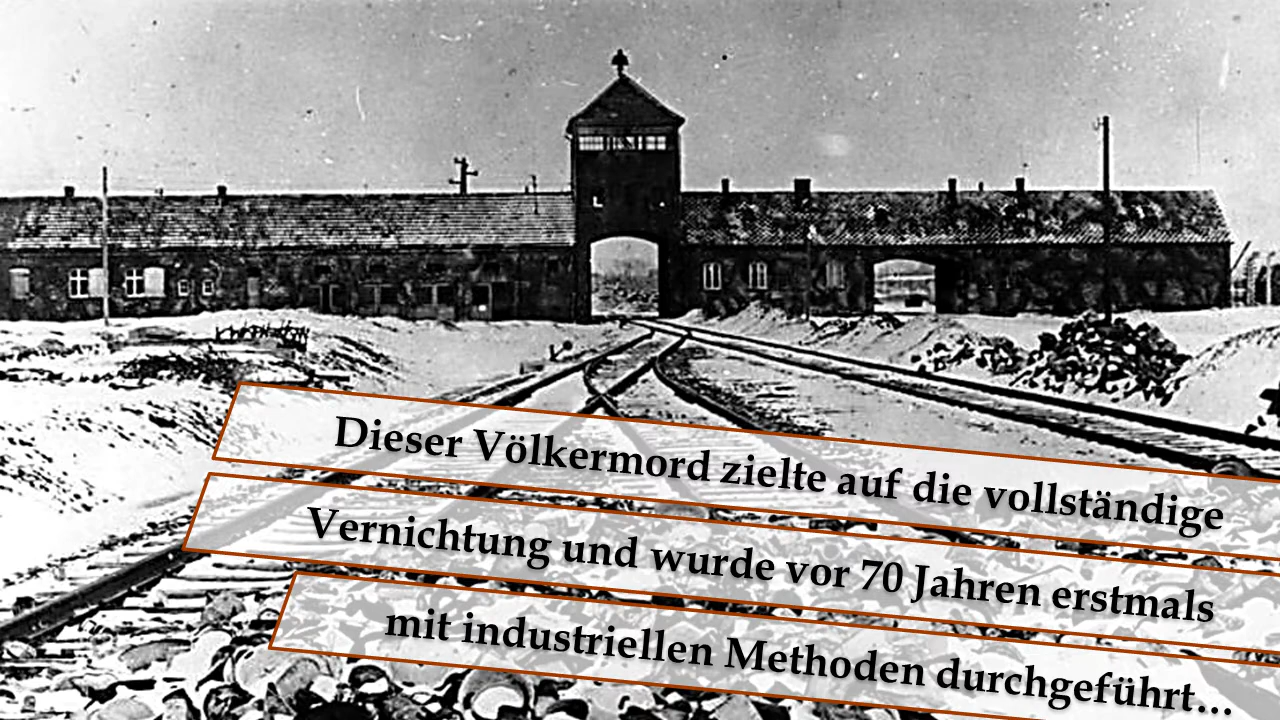 Dieser Völkermord zielte auf die vollständige
Vernichtung und wurde vor 70 Jahren erstmals
mit industriellen Methoden durchgeführt...